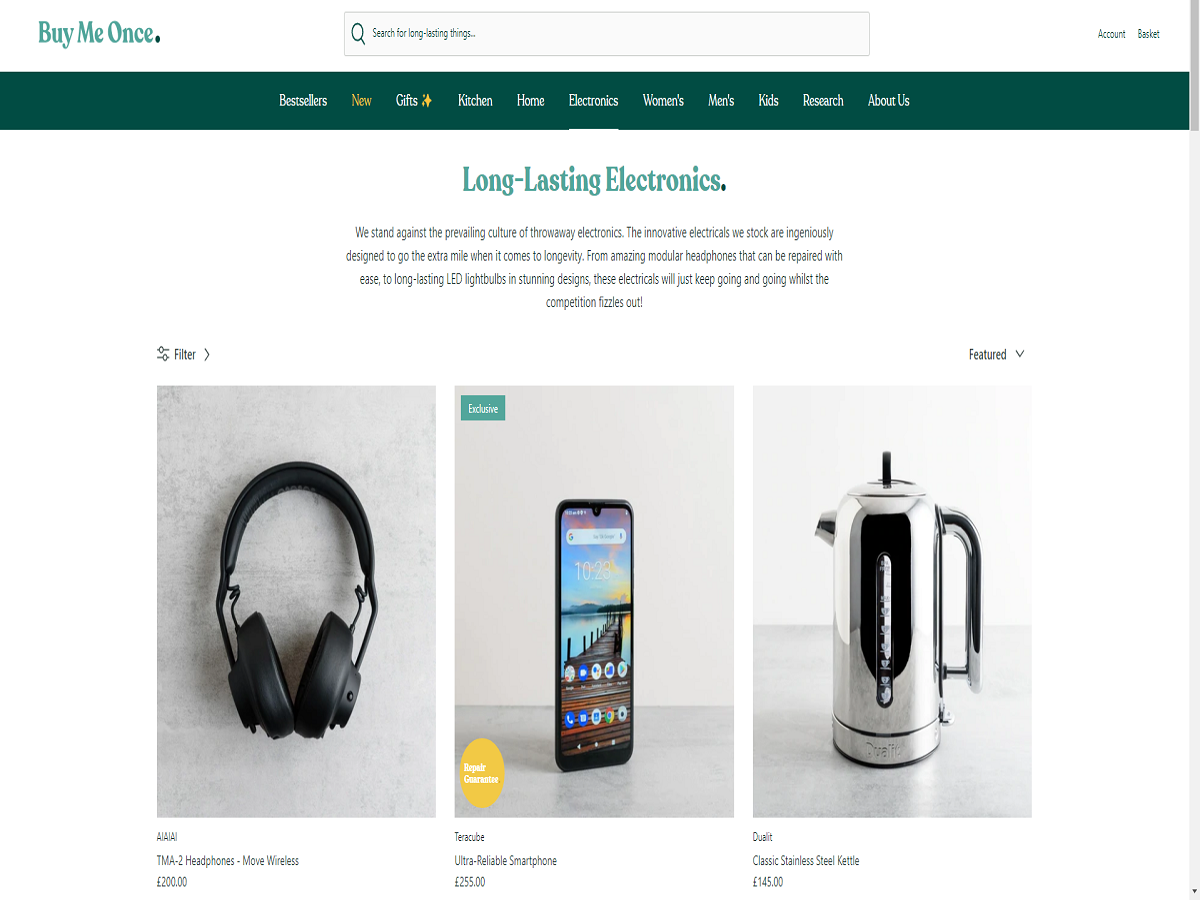 Buy Me Once.
Search for long-lasting things...
Account Basket
Bestsellers New Gifts ✨ Kitchen Home Electronics Women's Men's Kids Research About Us
Long-Lasting Electronics.
We stand against the prevailing culture of throwaway electronics. The innovative electricals we stock are ingeniously
designed to go the extra mile when it comes to longevity. From amazing modular headphones that can be repaired with
ease, to long-lasting LED lightbulbs in stunning designs, these electricals will just keep going and going whilst the
competition fizzles out!
Filter
Featured
Exclusive
10:23
Repair
Guarantee
Dualit
AIAIAI
TMA-2 Headphones - Move Wireless
£200.00
Teracube
Ultra-Reliable Smartphone
£255.00
Dualit
Classic Stainless Steel Kettle
£145.00